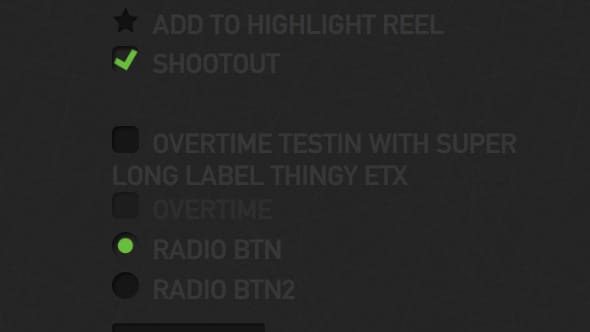 ADD TO HIGHLIGHT REEL
SHOOTOUT
OVERTIME TESTIN WITH SUPER
LONG LABEL THINGY ETX
OVERTIME
RADIO BTN
RADIO BTN2